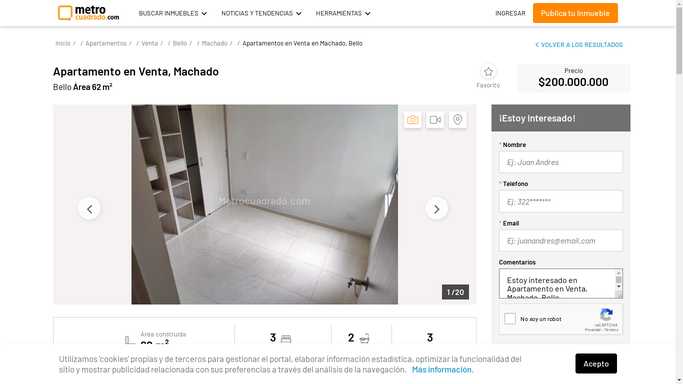 metro
cuadrado.com
BUSCAR INMUEBLES
NOTICIAS Y TENDENCIAS
HERRAMIENTAS
INGRESAR
Publica tu Inmueble
Inicio / / Apartamentos / / Venta / / Bello / / Machado / Apartamentos en Venta en Machado, Bello
VOLVER A LOS RESULTADOS
Apartamento en Venta, Machado
Bello Área 62 m²
Favorito
Precio
$200.000.000
Metrocuadrado.com
1 / 20
¡Estoy Interesado!
* Nombre
Ej: Juan Andres
* Teléfono
Ej: 322*******
* Email
Ej: juanandres@email.com
Comentarios
Estoy interesado en
Apartamento en Venta,
Machado, Bello
No soy un robot
reCAPTCHA
Privacidad - Términos
Área construida
3
2
3
Utilizamos 'cookies' propias y de terceros para gestionar el portal, elaborar información estadística, optimizar la funcionalidad del
sitio y mostrar publicidad relacionada con sus preferencias a través del análisis de la navegación. Más información.
Acepto